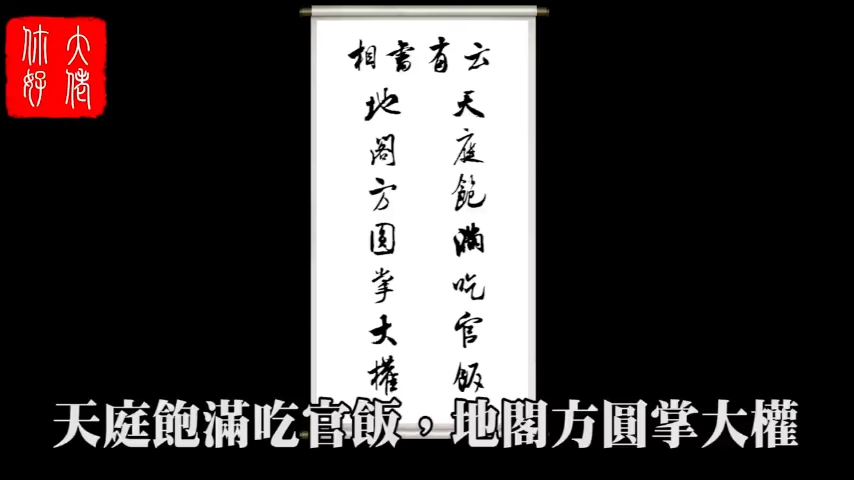 大佬
你好
相書有云
天庭飽滿吃官飯
地閣方圓掌大權
天庭飽滿吃官飯，地閣方圓掌大權